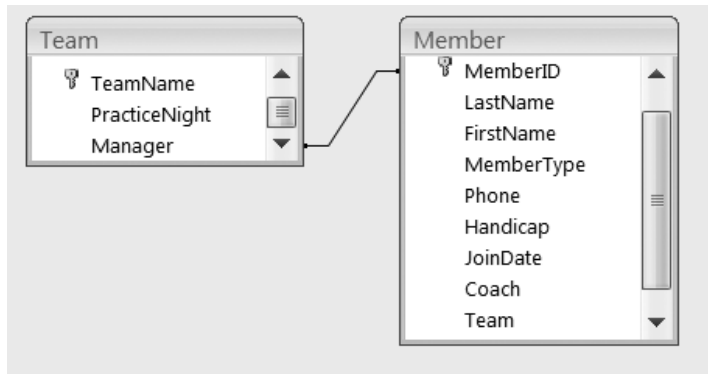 Team
TeamName
PracticeNight
Manager
Member
MemberID
LastName
FirstName
MemberType
Phone
Handicap
JoinDate
Coach
Team